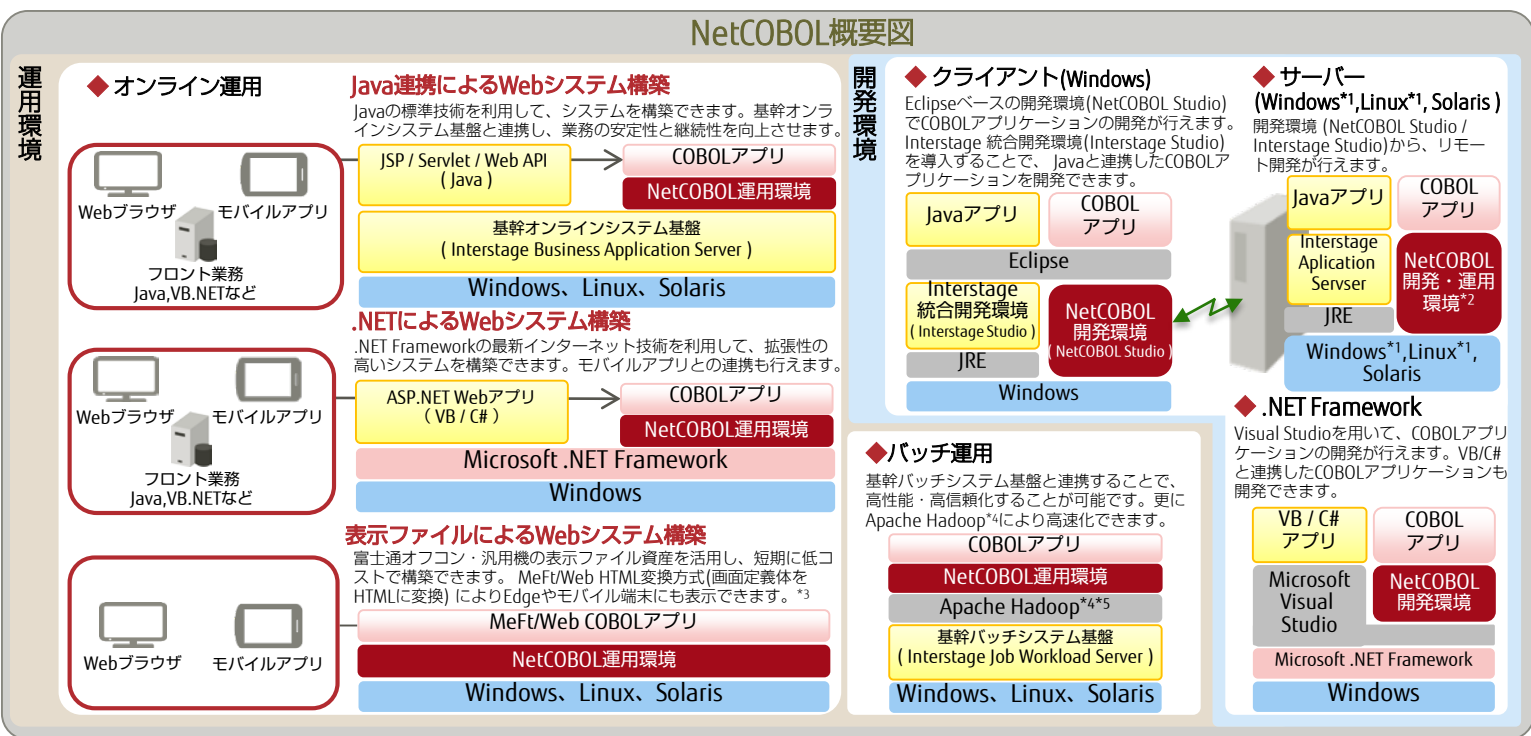 NetCOBOL概要図
運用環境
◆ オンライン運用
Webブラウザ
モバイルアプリ
フロント業務
Java,VB.NETなど
Java連携によるWebシステム構築
Javaの標準技術を利用して、システムを構築できます。基幹オンラ
インシステム基盤と連携し、業務の安定性と継続性を向上させます。
JSP / Servlet / Web API
( Java )
COBOLアプリ
NetCOBOL運用環境
基幹オンラインシステム基盤
( Interstage Business Application Server )
Windows、Linux、Solaris
Webブラウザ
モバイルアプリ
フロント業務
Java,VB.NETなど
.NETによるWebシステム構築
.NET Frameworkの最新インターネット技術を利用して、拡張性の
高いシステムを構築できます。モバイルアプリとの連携も行えます。
ASP.NET Webアプリ
( VB / C# )
COBOLアプリ
NetCOBOL運用環境
Microsoft .NET Framework
Windows
Webブラウザ
モバイルアプリ
表示ファイルによるWebシステム構築
富士通オフコン・汎用機の表示ファイル資産を活用し、短期に低コ
ストで構築できます。 MeFt/Web HTML変換方式(画面定義体を
HTMLに変換) によりEdgeやモバイル端末にも表示できます。*3
MeFt/Web COBOLアプリ
NetCOBOL運用環境
Windows、Linux、Solaris
開発環境
◆ クライアント(Windows)
Eclipseベースの開発環境(NetCOBOL Studio)
でCOBOLアプリケーションの開発が行えます。
Interstage 統合開発環境(Interstage Studio)
を導入することで、 Javaと連携したCOBOLア
プリケーションを開発できます。
Javaアプリ
COBOL
アプリ
Eclipse
Interstage
統合開発環境
( Interstage Studio )
JRE
NetCOBOL
開発環境
( NetCOBOL Studio )
Windows
◆ サーバー
(Windows*1,Linux*1, Solaris )
開発環境 (NetCOBOL Studio /
Interstage Studio)から、リモー
ト開発が行えます。
Javaアプリ
COBOL
アプリ
Interstage
Aplication
Servser
JRE
NetCOBOL
開発・運用
環境*2
Windows*1,Linux*1,
Solaris
◆ .NET Framework
Visual Studioを用いて、COBOLアプリ
ケーションの開発が行えます。VB/C#
と連携したCOBOLアプリケーションも
開発できます。
VB / C#
アプリ
COBOL
アプリ
Microsoft
Visual
Studio
NetCOBOL
開発環境
Microsoft .NET Framework
Windows
◆バッチ運用
基幹バッチシステム基盤と連携することで、
高性能・高信頼化することが可能です。更に
Apache Hadoop*4により高速化できます。
COBOLアプリ
NetCOBOL運用環境
Apache Hadoop*4*5
基幹バッチシステム基盤
( Interstage Job Workload Server )
Windows、Linux、Solaris